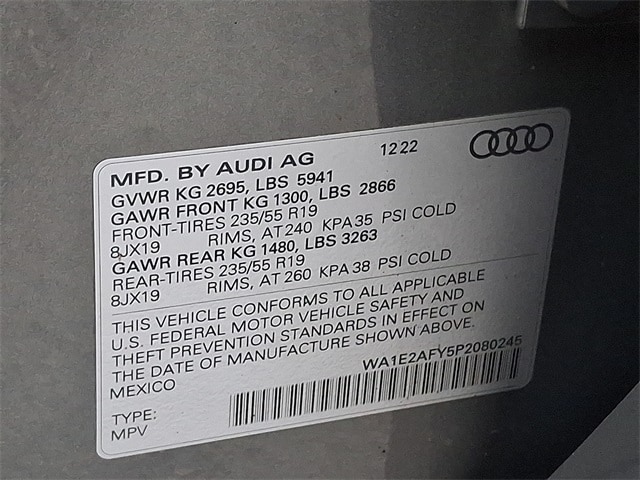 MFD. BY AUDI AG 12 22
GVWR KG 2695, LBS 5941
GAWR FRONT KG 1300, LBS 2866
FRONT-TIRES 235/55 R19
8JX19 RIMS, AT 240 KPA 35 PSI COLD
GAWR REAR KG 1480, LBS 3263
REAR-TIRES 235/55 R19
8JX19 RIMS, AT 260 KPA 38 PSI COLD
THIS VEHICLE CONFORMS TO ALL APPLICABLE
U.S. FEDERAL MOTOR VEHICLE SAFETY AND
THEFT PREVENTION STANDARDS IN EFFECT ON
THE DATE OF MANUFACTURE SHOWN ABOVE.
MEXICO WA1E2AFY5P2080245
TYPE:
MPV